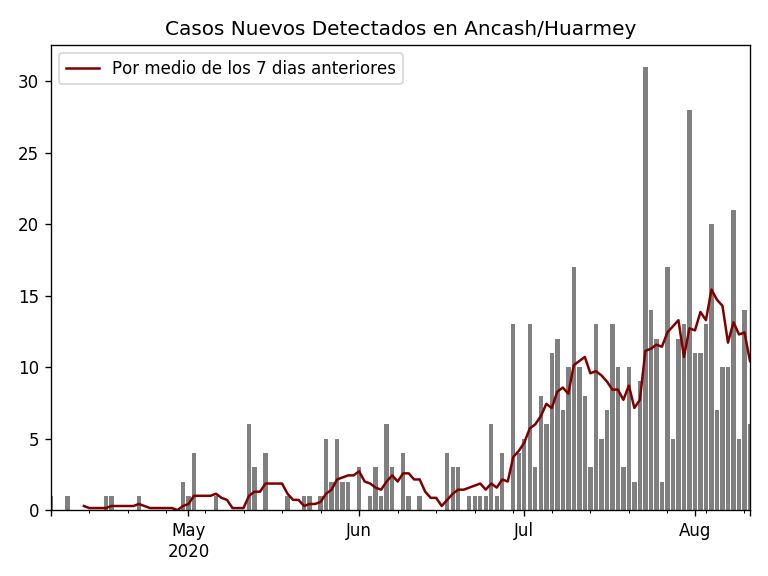 Casos Nuevos Detectados en Ancash/Huarmey
Por medio de los 7 dias anteriores
30
25
20
15
10
5
0
May
2020
Jun
Jul
Aug